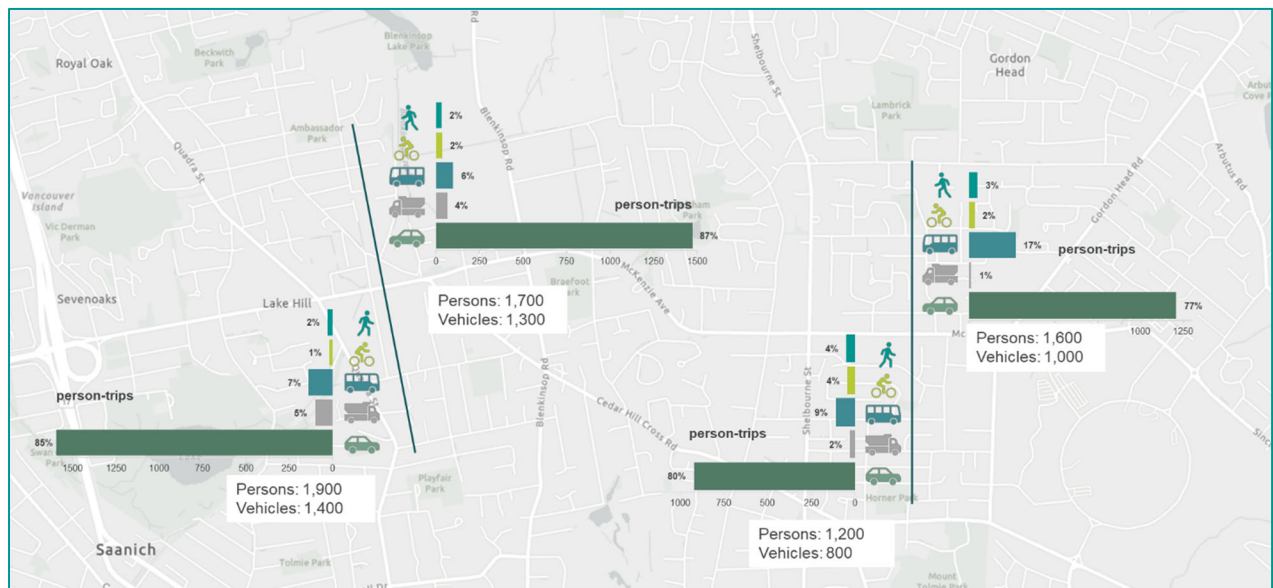 Rd
Blenkinsop
Lake Park
Royal Oak
Beckwith
Park
Shelbourne St
Gordon
Head
Lambrick
Park
Ambassador
Park
Quadra St
Blenkinsop Rd
Arbutus Rd
Gordon Head Rd
Vancouver
Island
Vic Derman
Park
2%
2%
6%
4%
person-trips
87%
0 250 500 750 1000 1250 1500
Persons: 1,700
Vehicles: 1,300
3%
2%
17%
person-trips
1%
77%
1000 1250
Persons: 1,600
Vehicles: 1,000
McKenzie Ave
Braefoot
Park
Sevenoaks
Lake Hill
2%
1%
7%
person-trips
5%
85%
1500 1250 1000 750 500 250 0
Persons: 1,900
Vehicles: 1,400
Swan
Park
Blenkinsop Rd
Cedar Hill Cross Rd
Shelbourne St
4%
4%
9%
person-trips
2%
80%
1000 750 500 250 0
Persons: 1,200
Vehicles: 800
Horner Park
Playfair
Park
Saanich
Tolmie Park
Mount
Tolmie Park